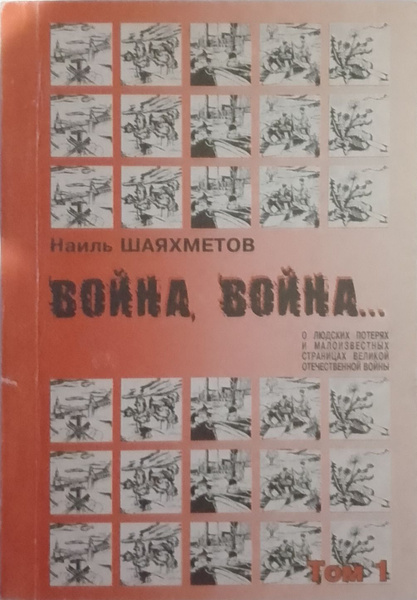 Наиль ШАЯХМЕТОВ
ВОЙНА, ВОЙНА...
О ЛЮДСКИХ ПОТЕРЯХ
И МАЛОИЗВЕСТНЫХ
СТРАНИЦАХ ВЕЛИКОЙ
ОТЕЧЕСТВЕННОЙ ВОЙНЫ
Том 1